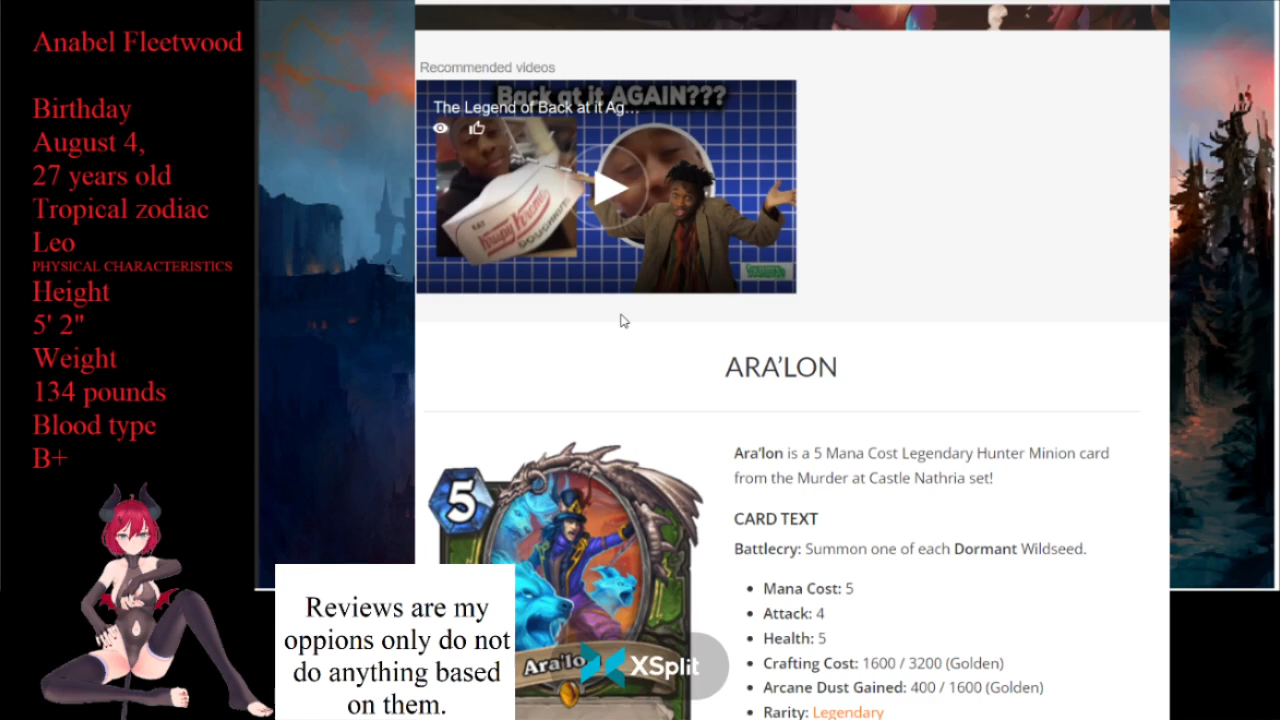 Anabel Fleetwood
Birthday
August 4,
27 years old
Tropical zodiac
Leo
PHYSICAL CHARACTERISTICS
Height
5' 2"
Weight
134 pounds
Blood type
B+
Recommended videos
Back at it AGAIN???
The Legend of Back at it Ag...
EAT
Krispy Kreme
DOUGHNUTS
ARA'LON
5
Ara'lo
Ara'lon is a 5 Mana Cost Legendary Hunter Minion card
from the Murder at Castle Nathria set!
CARD TEXT
Battlecry: Summon one of each Dormant Wildseed.
• Mana Cost: 5
• Attack: 4
• Health: 5
• Crafting Cost: 1600 / 3200 (Golden)
• Arcane Dust Gained: 400 / 1600 (Golden)
• Rarity: Legendary
XSplit
Reviews are my
oppions only do not
do anything based
on them.